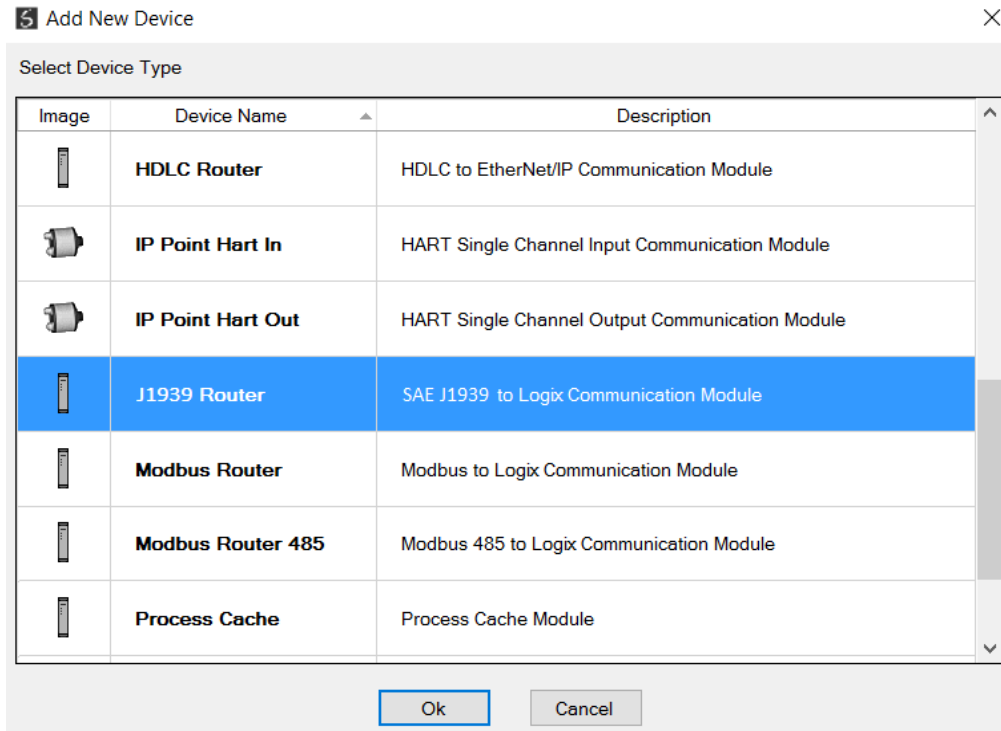 Add New Device
Select Device Type
Image Device Name Description
HDLC Router HDLC to EtherNet/IP Communication Module
IP Point Hart In HART Single Channel Input Communication Module
IP Point Hart Out HART Single Channel Output Communication Module
J1939 Router SAE J1939 to Logix Communication Module
Modbus Router Modbus to Logix Communication Module
Modbus Router 485 Modbus 485 to Logix Communication Module
Process Cache Process Cache Module
Ok Cancel